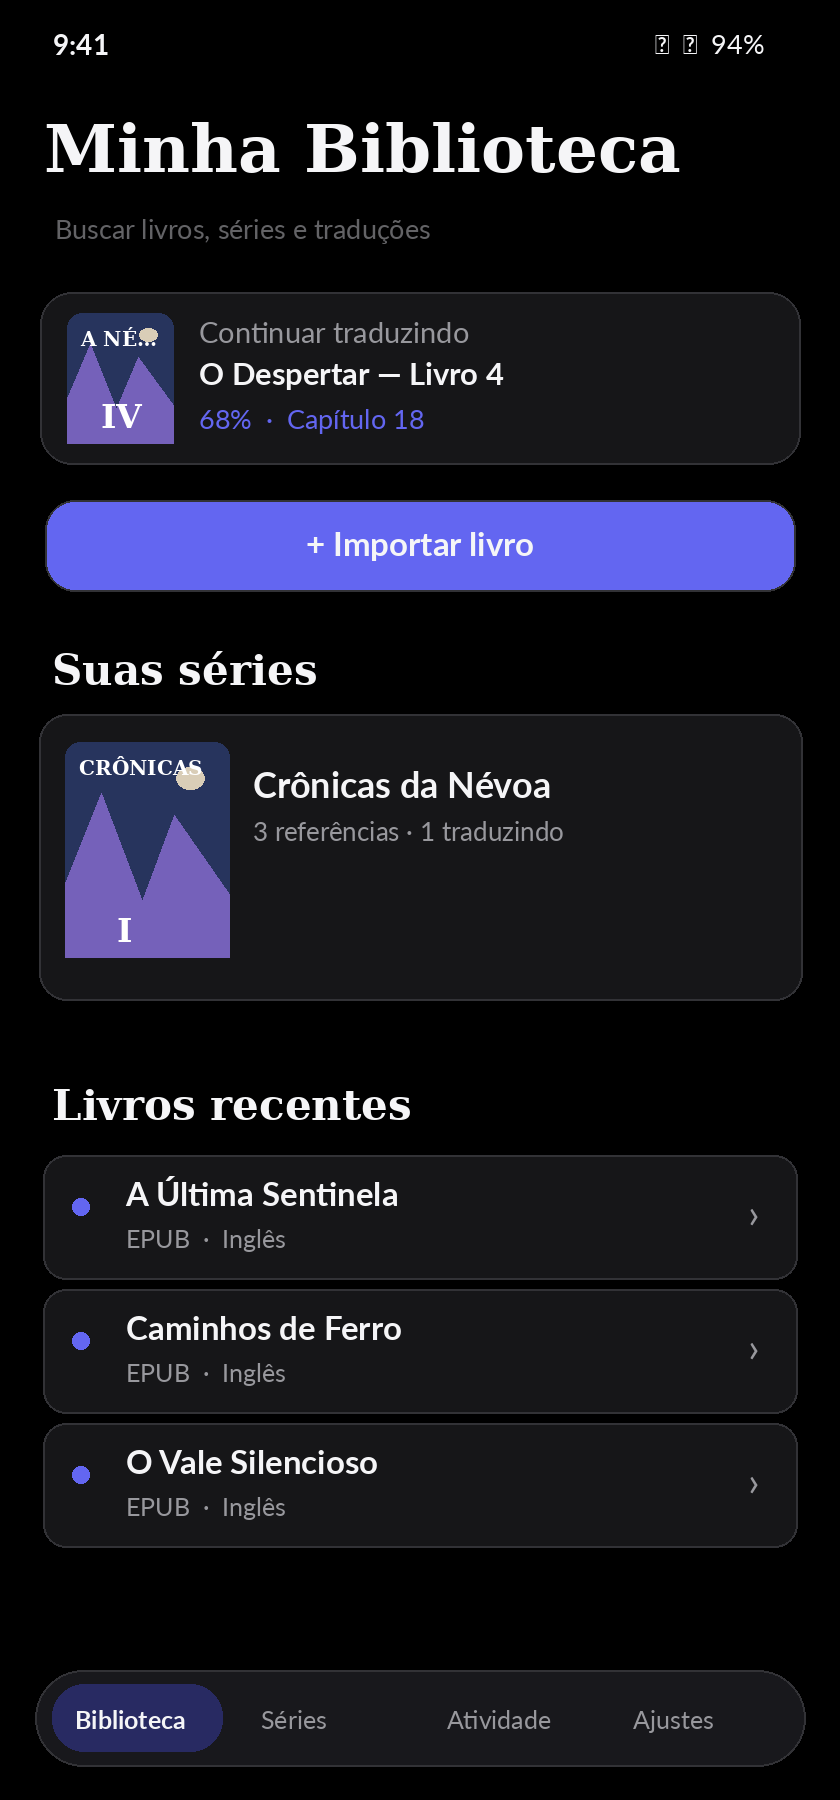 9:41 94%
Minha Biblioteca
Buscar livros, séries e traduções
A NÉ...
IV
Continuar traduzindo
O Despertar — Livro 4
68% · Capítulo 18
+ Importar livro
Suas séries
CRÔNICAS
I
Crônicas da Névoa
3 referências · 1 traduzindo
Livros recentes
A Última Sentinela
EPUB · Inglês
›
Caminhos de Ferro
EPUB · Inglês
›
O Vale Silencioso
EPUB · Inglês
›
Biblioteca Séries Atividade Ajustes